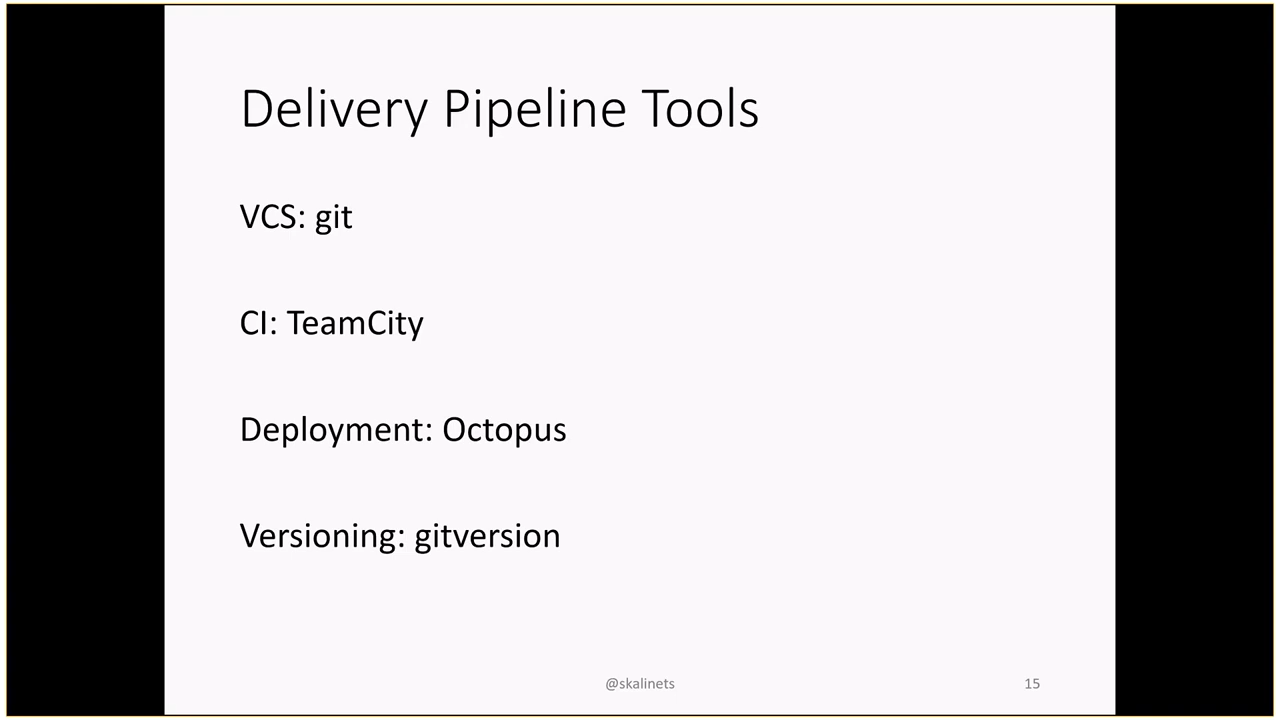 Delivery Pipeline Tools
VCS: git
CI: TeamCity
Deployment: Octopus
Versioning: gitversion
@skalinets
15